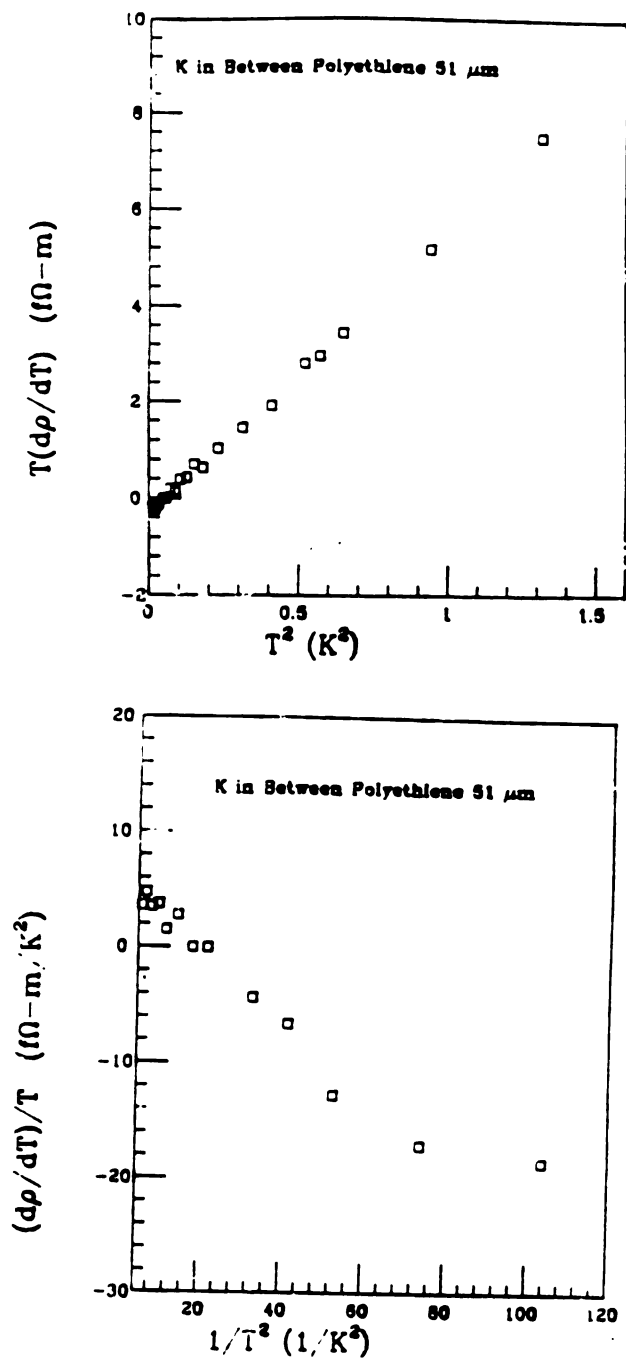 10
K in Between Polyethlene 51 μm
8
6
4
2
0
-2
T(dρ/dT) (fΩ-m)
0 0.5 1 1.5
T² (K²)
20
K in Between Polyethlene 51 μm
10
0
-10
-20
-30
(dρ/dT)/T (fΩ-m/K²)
20 40 60 80 100 120
1/T² (1/K²)